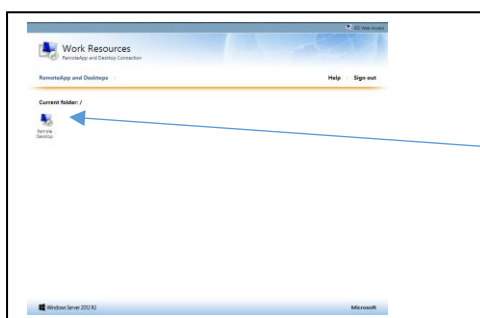 RD Web Access
Work Resources
RemoteApp and Desktop Connection
RemoteApp and Desktops
Help
Sign out
Current folder: /
Remote
Desktop
Windows Server 2012 R2
Microsoft